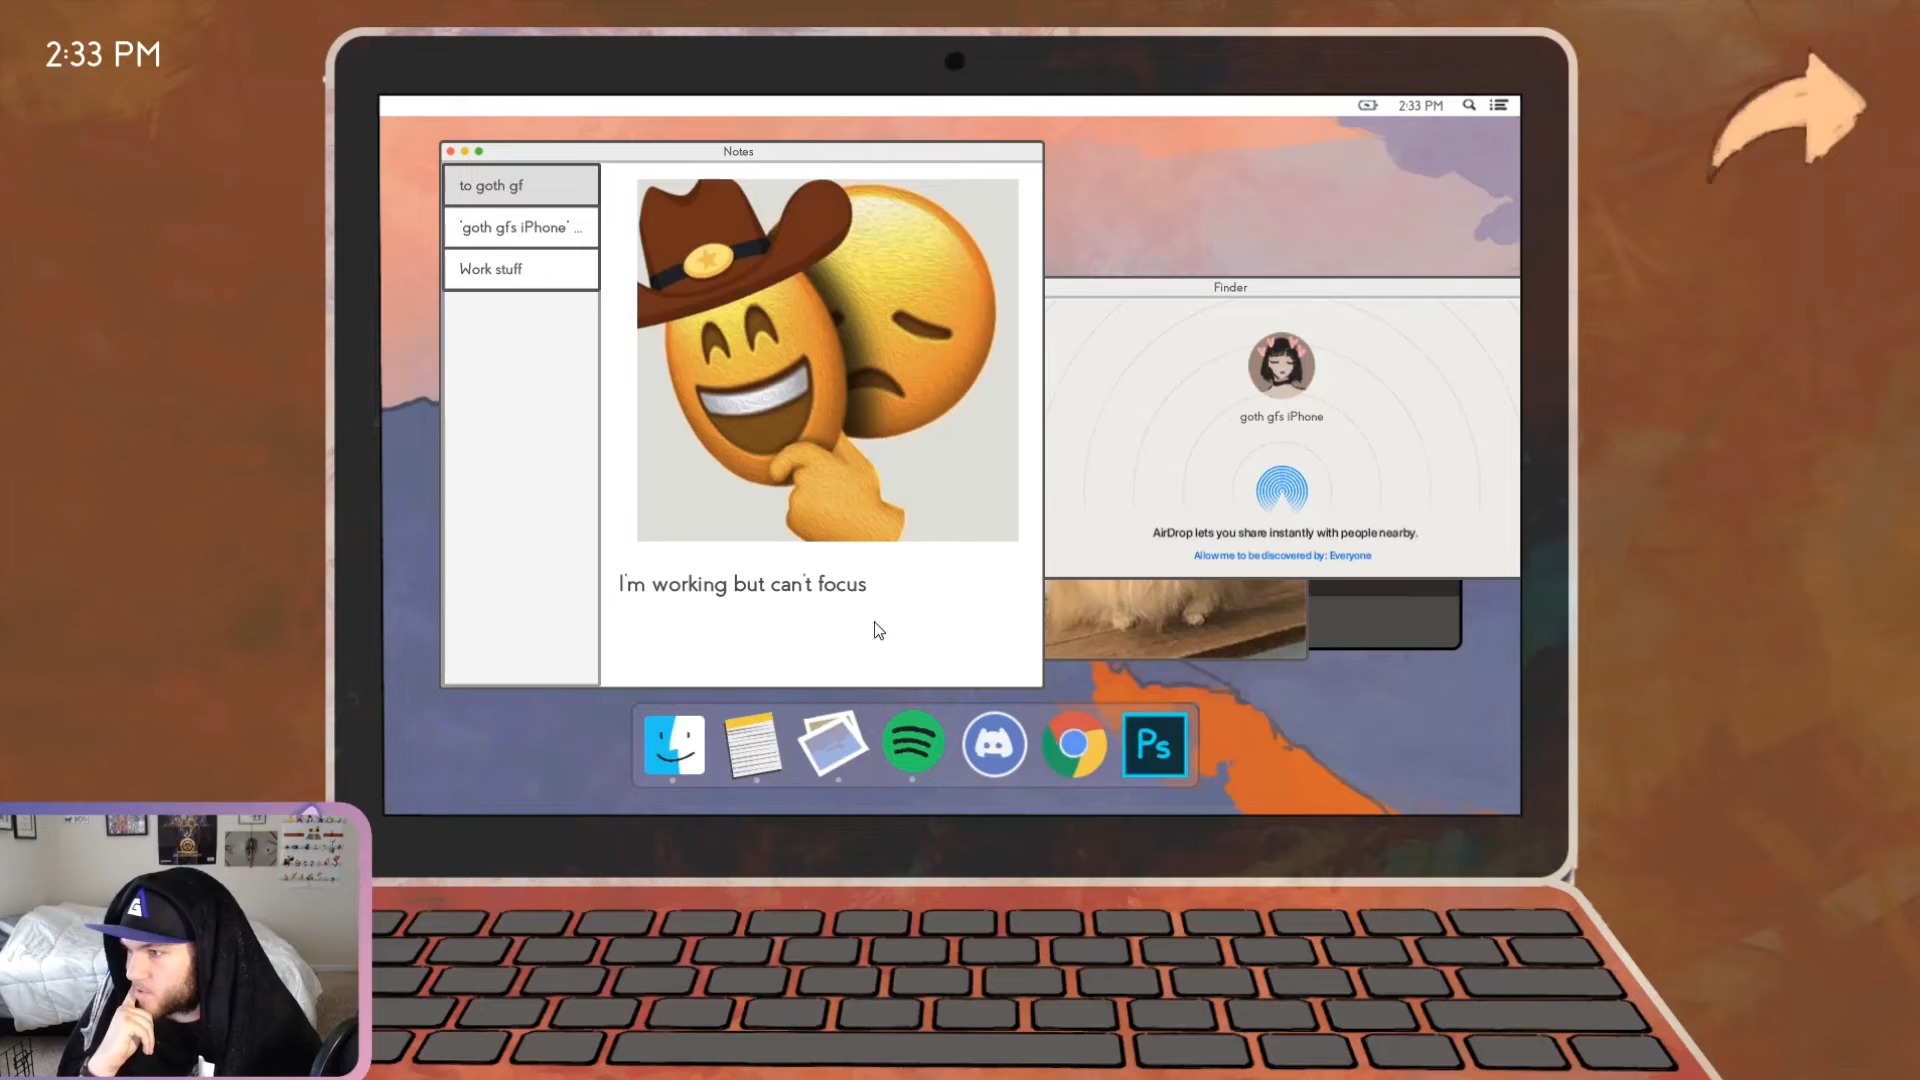 2:33 PM
2:33 PM
Notes
to goth gf
"goth gfs iPhone" ...
Work stuff
I'm working but can't focus
Finder
goth gfs iPhone
AirDrop lets you share instantly with people nearby.
Allow me to be discovered by: Everyone
Ps